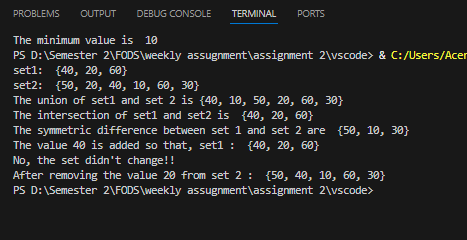 PROBLEMS OUTPUT DEBUG CONSOLE TERMINAL PORTS
The minimum value is  10
PS D:\Semester 2\FODS\weekly assugnment\assignment 2\vscode> & C:/Users/Acer
set1:  {40, 20, 60}
set2:  {50, 20, 40, 10, 60, 30}
The union of set1 and set 2 is {40, 10, 50, 20, 60, 30}
The intersection of set1 and set2 is  {40, 20, 60}
The symmetric difference between set 1 and set 2 are  {50, 10, 30}
The value 40 is added so that, set1 :  {40, 20, 60}
No, the set didn't change!!
After removing the value 20 from set 2 :  {50, 40, 10, 60, 30}
PS D:\Semester 2\FODS\weekly assugnment\assignment 2\vscode>